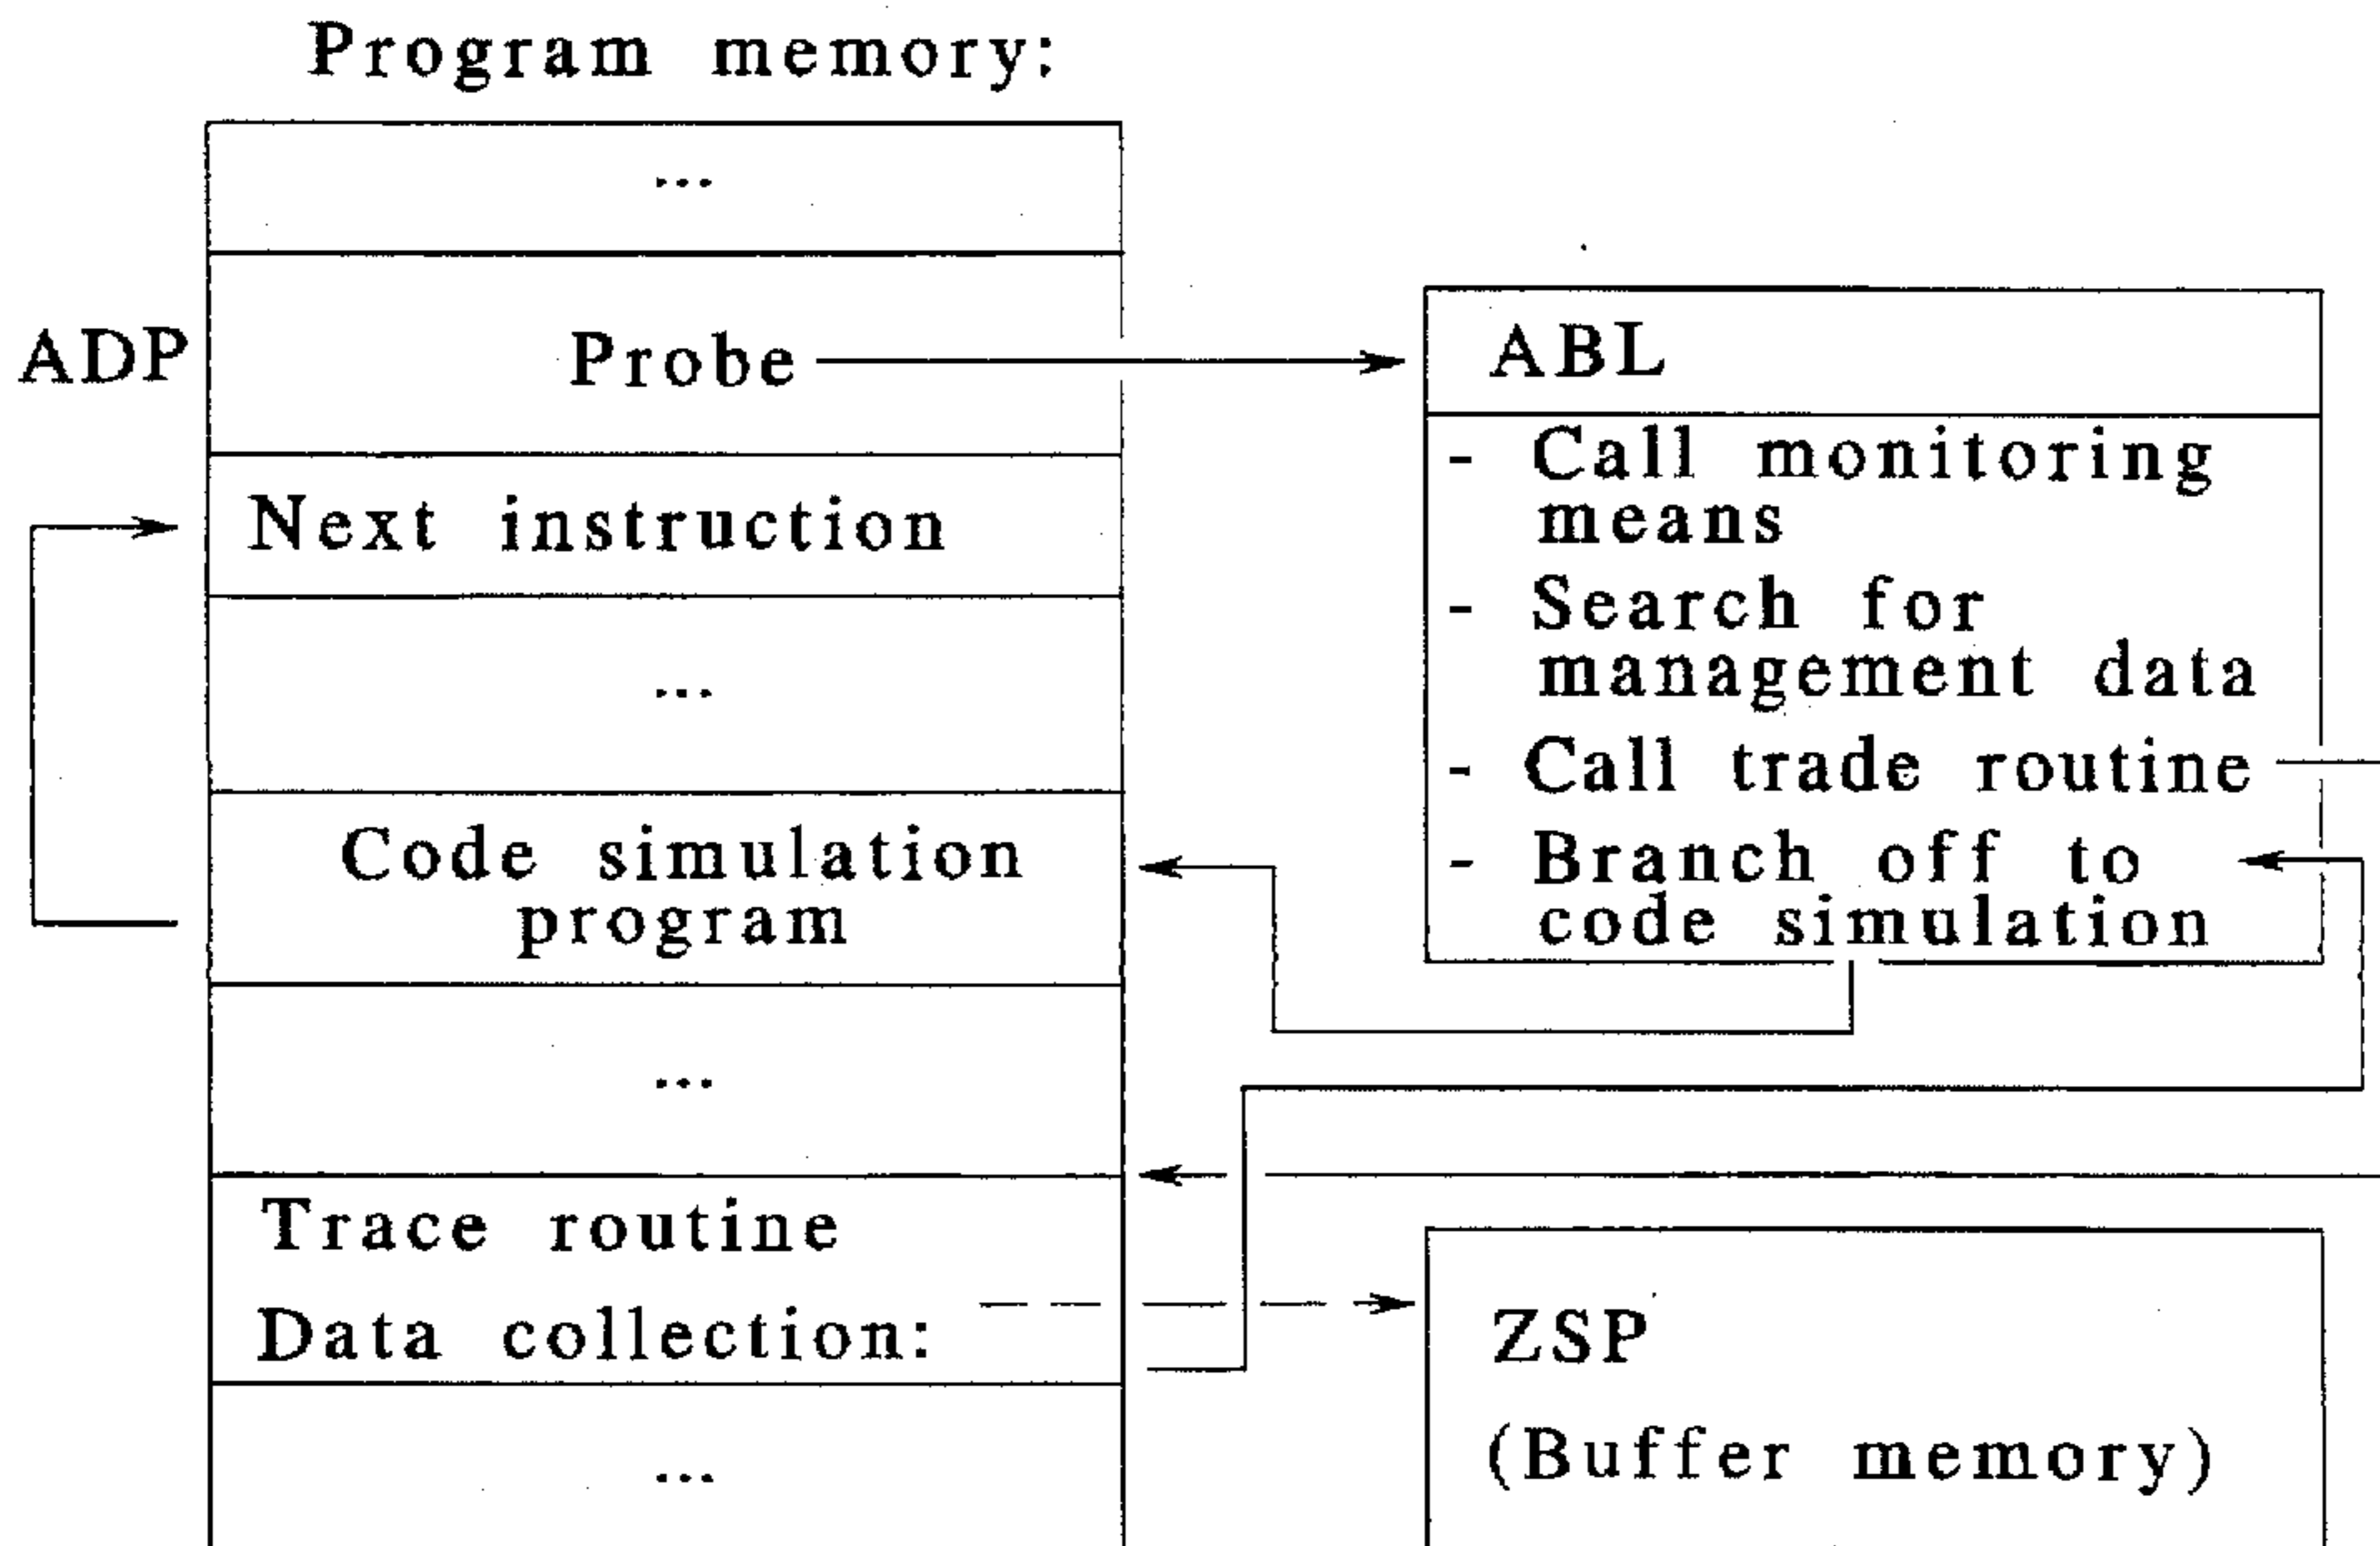 Program memory:
...
ADP
Probe
Next instruction
...
Code simulation
program
...
Trace routine
Data collection:
...
ABL
- Call monitoring
means
- Search for
management data
- Call trade routine
- Branch off to
code simulation
ZSP
(Buffer memory)